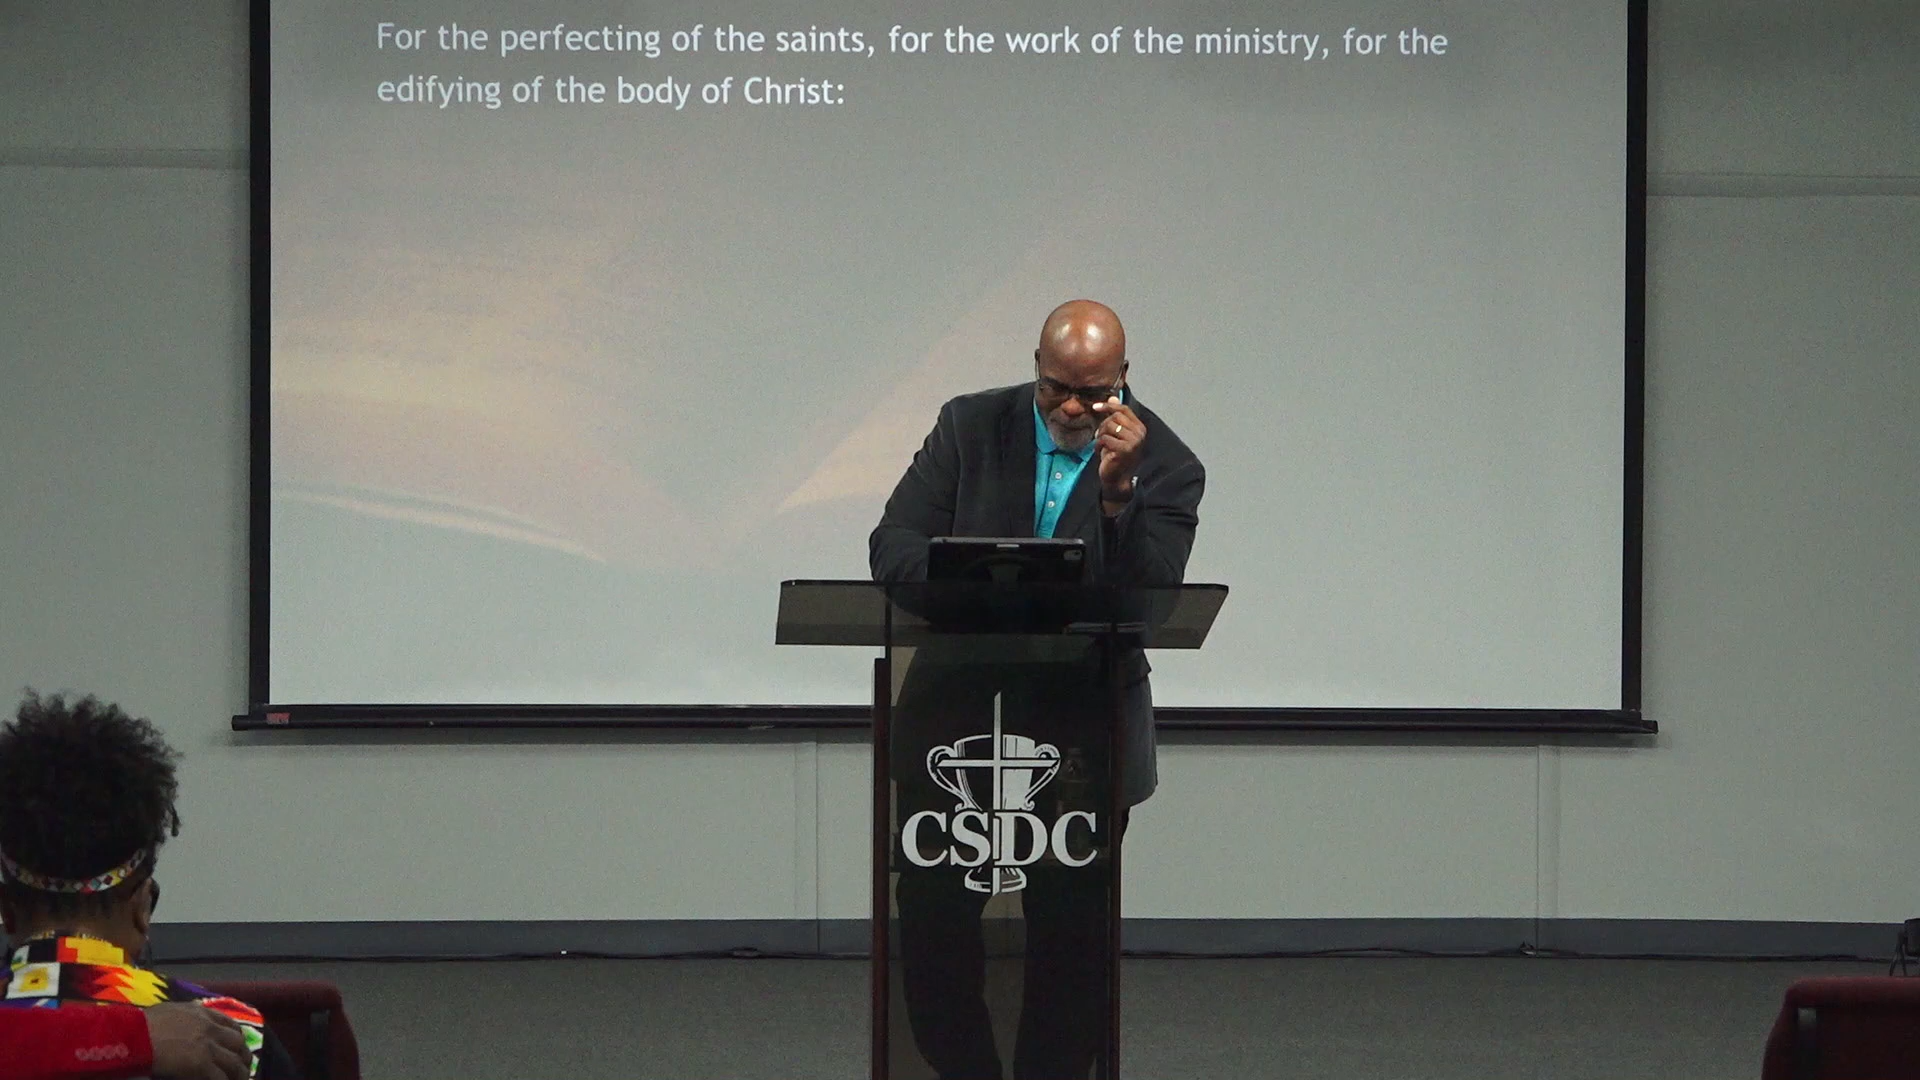 For the perfecting of the saints, for the work of the ministry, for the
edifying of the body of Christ:
CSDC